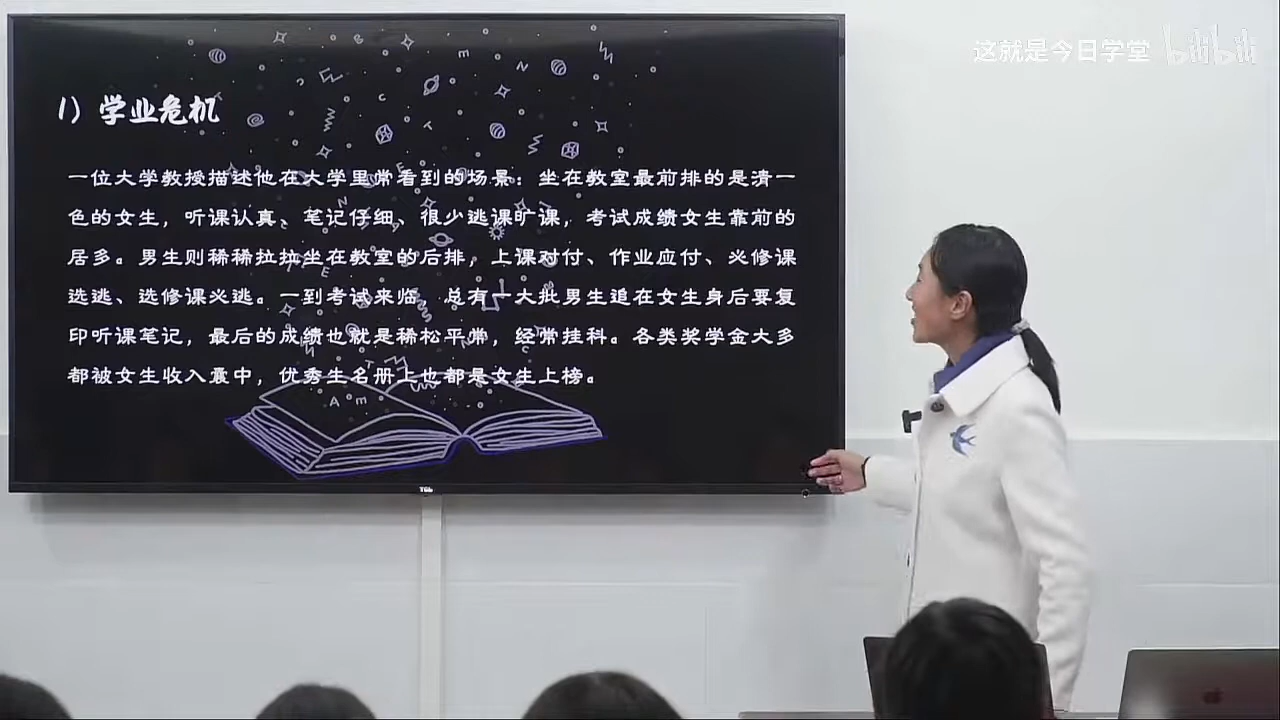 这就是今日学堂 bilibili
1）学业危机
一位大学教授描述他在大学里常看到的场景：坐在教室最前排的是清一
色的女生，听课认真、笔记仔细、很少逃课旷课，考试成绩女生靠前的
居多。男生则稀稀拉拉坐在教室的后排，上课对付、作业应付、必修课
选逃、选修课必逃。一到考试来临，总有一大批男生追在女生身后要复
印听课笔记，最后的成绩也就是稀松平常，经常挂科。各类奖学金大多
都被女生收入囊中，优秀生名册上也都是女生上榜。